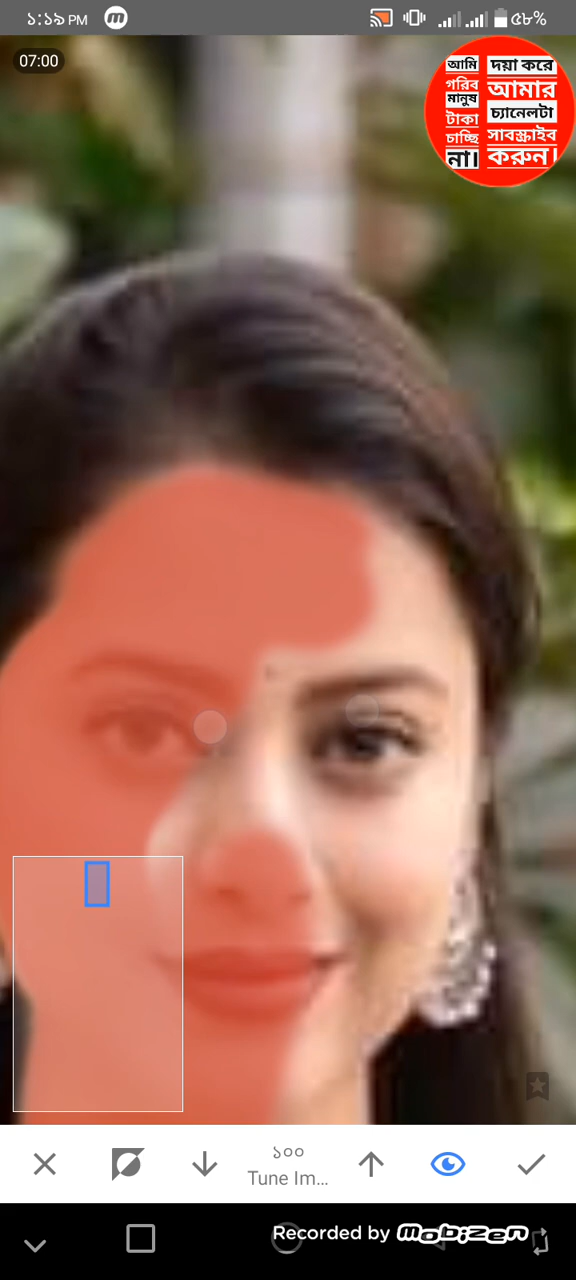 ১:১৯ PM
৫৮%
07:00
আমি
গরিব
মানুষ
টাকা
চাচ্ছি
না।
দয়া করে
আমার
চ্যানেলটা
সাবস্ক্রাইব
করুন।
১০০
Tune Im...
Recorded by Mobizen